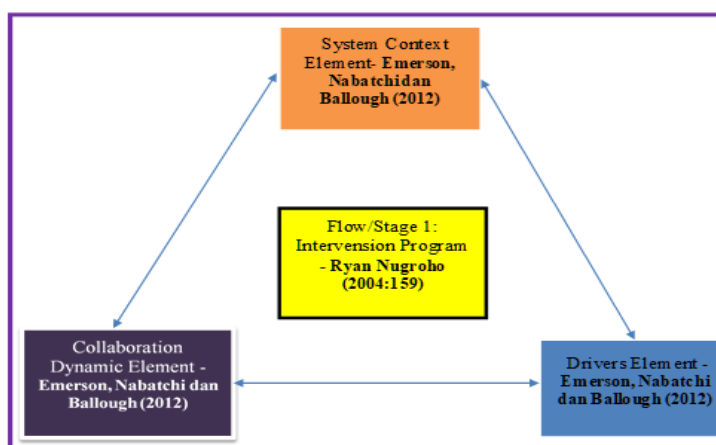 System Context
Element- Emerson,
Nabatchidan
Ballough (2012)
Flow/Stage 1:
Intervension Program
- Ryan Nugroho
(2004:159)
Collaboration
Dynamic Element -
Emerson, Nabatchi dan
Ballough (2012)
Drivers Element -
Emerson, Nabatchi
dan Ballough (2012)